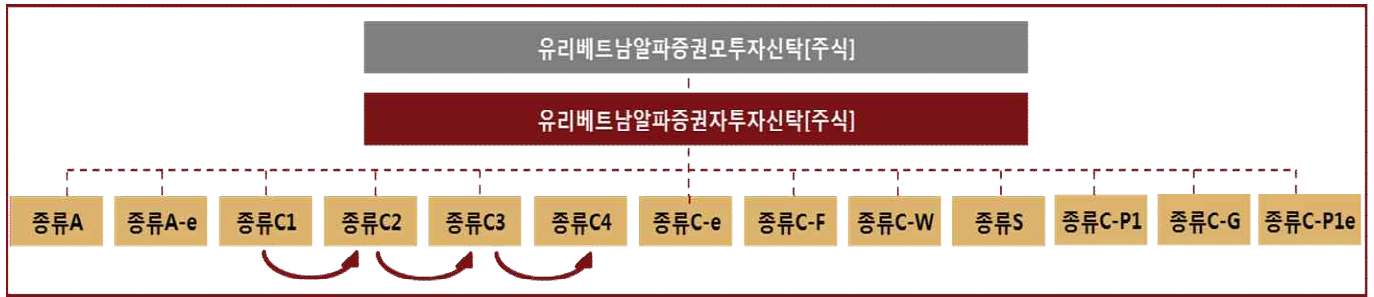 유리베트남알파증권모투자신탁[주식]
유리베트남알파증권자투자신탁[주식]
종류A 종류A-e 종류C1 종류C2 종류C3 종류C4 종류C-e 종류C-F 종류C-W 종류S 종류C-P1 종류C-G 종류C-P1e